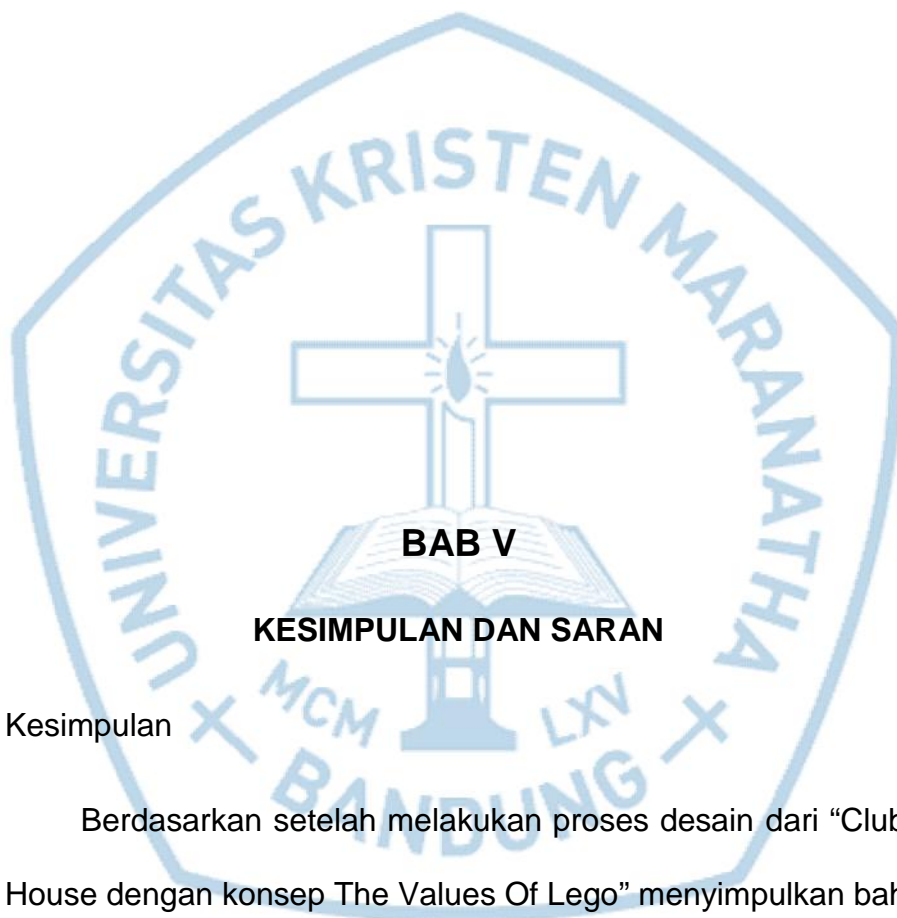 UNIVERSITAS KRISTEN MARANATHA
BAB V
KESIMPULAN DAN SARAN
MCM LXV
Kesimpulan
BANDUNG
Berdasarkan setelah melakukan proses desain dari “Club
House dengan konsep The Values Of Lego” menyimpulkan bah